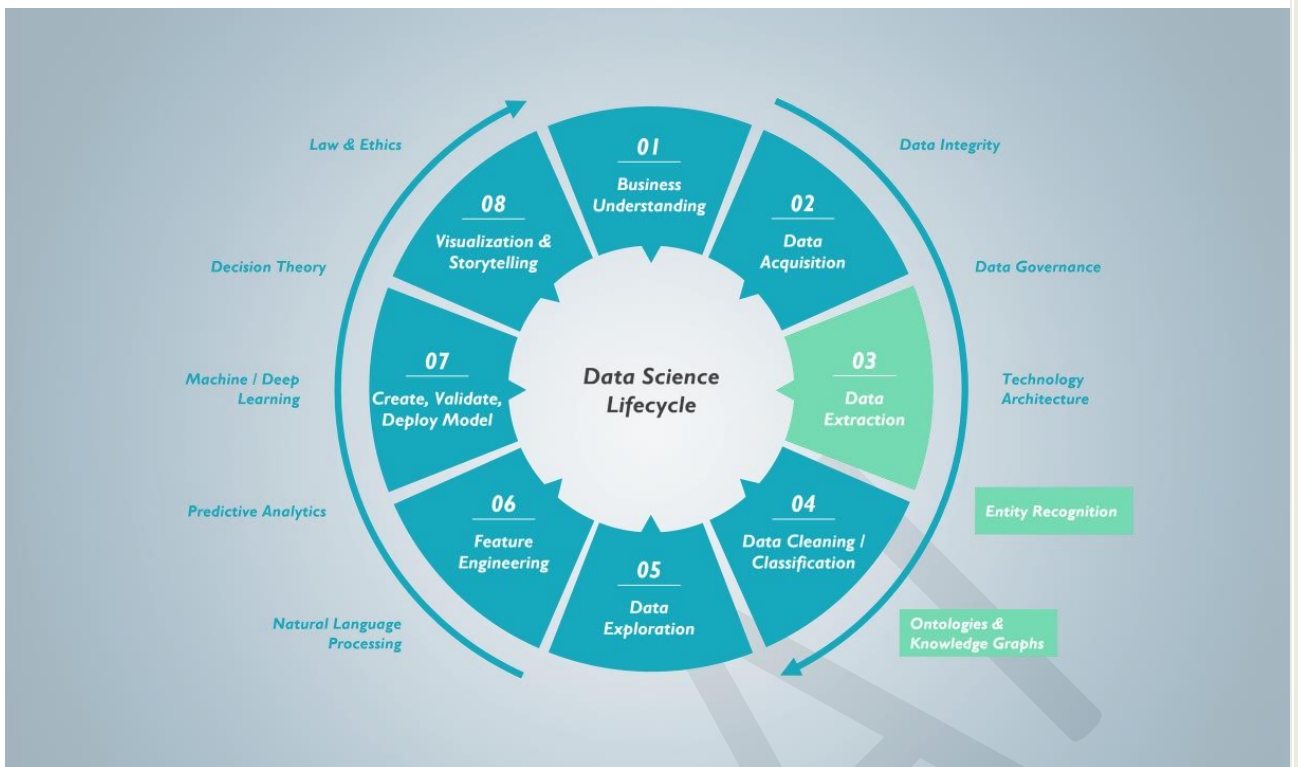 Law & Ethics
Decision Theory
Machine / Deep
Learning
Predictive Analytics
Natural Language
Processing
01
Business
Understanding
02
Data
Acquisition
03
Data
Extraction
04
Data Cleaning /
Classification
05
Data
Exploration
06
Feature
Engineering
07
Create, Validate,
Deploy Model
08
Visualization &
Storytelling
Data Science
Lifecycle
Data Integrity
Data Governance
Technology
Architecture
Entity Recognition
Ontologies &
Knowledge Graphs